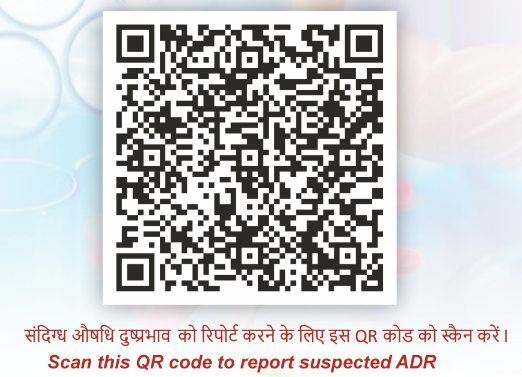 संदिग्ध औषधि दुष्प्रभाव को रिपोर्ट करने के लिए इस QR कोड को स्कैन करें।
Scan this QR code to report suspected ADR